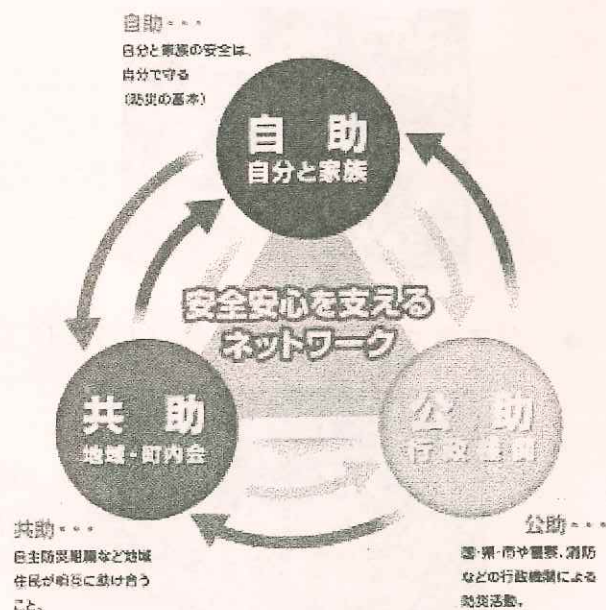 自助・・・
自分と家族の安全は、
自分で守る
(防災の基本)
自 助
自分と家族
安全安心を支える
ネットワーク
共 助
地域・町内会
公 助
行政機関
共助・・・
自主防災組織など地域
住民が相互に助け合う
こと。
公助・・・
国・県・市や警察、消防
などの行政機関による
防災活動。